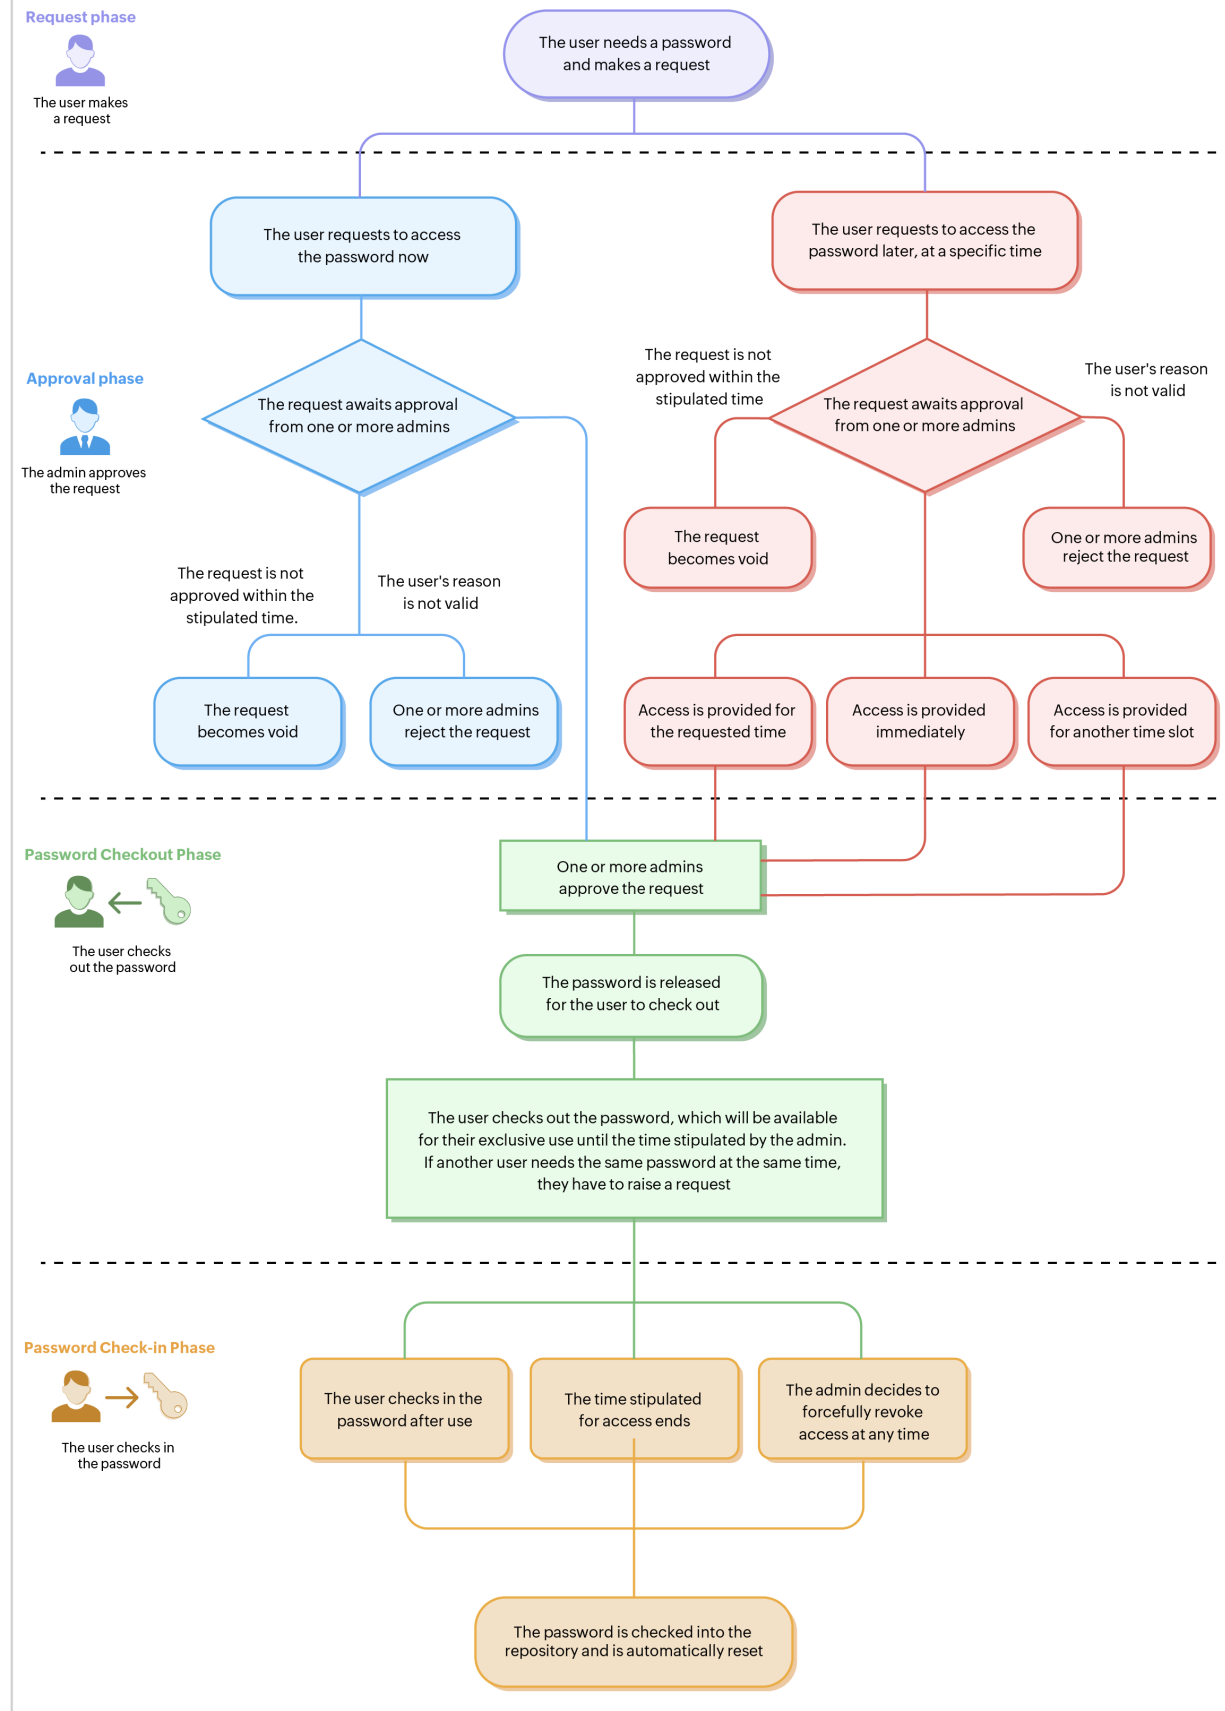 Request phase
The user makes
a request
The user needs a password
and makes a request
The user requests to access
the password now
The user requests to access the
password later, at a specific time
Approval phase
The admin approves
the request
The request awaits approval
from one or more admins
The request is not
approved within the
stipulated time
The request awaits approval
from one or more admins
The user's reason
is not valid
The request
becomes void
One or more admins
reject the request
The request is not
approved within the
stipulated time.
The user's reason
is not valid
The request
becomes void
One or more admins
reject the request
Access is provided for
the requested time
Access is provided
immediately
Access is provided
for another time slot
Password Checkout Phase
The user checks
out the password
One or more admins
approve the request
The password is released
for the user to check out
The user checks out the password, which will be available
for their exclusive use until the time stipulated by the admin.
If another user needs the same password at the same time,
they have to raise a request
Password Check-in Phase
The user checks in
the password
The user checks in the
password after use
The time stipulated
for access ends
The admin decides to
forcefully revoke
access at any time
The password is checked into the
repository and is automatically reset